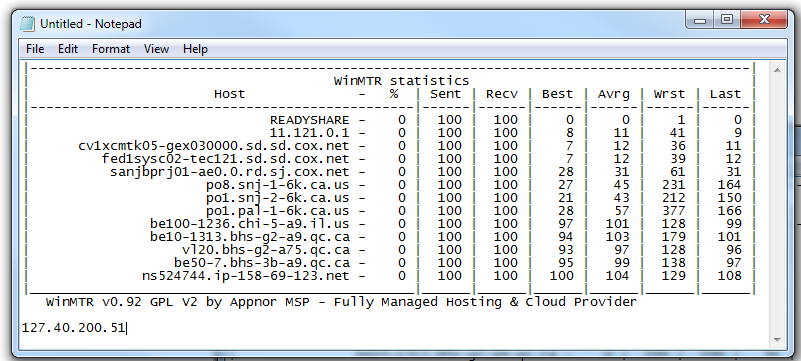 Untitled - Notepad
File Edit Format View Help
|------------------------------------------------------------------------------------------|
| WinMTR statistics |
| Host - % | Sent | Recv | Best | Avrg | Wrst | Last |
|------------------------------------------------|------|------|------|------|------|------|
| READYSHARE - 0 | 100 | 100 | 0 | 0 | 1 | 0 |
| 11.121.0.1 - 0 | 100 | 100 | 8 | 11 | 41 | 9 |
| cv1xcmtk05-gex030000.sd.sd.cox.net - 0 | 100 | 100 | 7 | 12 | 36 | 11 |
| fed1sysc02-tec121.sd.sd.cox.net - 0 | 100 | 100 | 7 | 12 | 39 | 12 |
| sanjbprj01-ae0.0.rd.sj.cox.net - 0 | 100 | 100 | 28 | 31 | 61 | 31 |
| po8.snj-1-6k.ca.us - 0 | 100 | 100 | 27 | 45 | 231 | 164 |
| po1.snj-2-6k.ca.us - 0 | 100 | 100 | 21 | 43 | 212 | 150 |
| po1.pal-1-6k.ca.us - 0 | 100 | 100 | 28 | 57 | 377 | 166 |
| be100-1236.chi-5-a9.il.us - 0 | 100 | 100 | 97 | 101 | 128 | 99 |
| be10-1313.bhs-g2-a9.qc.ca - 0 | 100 | 100 | 94 | 103 | 179 | 101 |
| vl20.bhs-g2-a75.qc.ca - 0 | 100 | 100 | 93 | 97 | 128 | 96 |
| be50-7.bhs-3b-a9.qc.ca - 0 | 100 | 100 | 95 | 99 | 138 | 97 |
| ns524744.ip-158-69-123.net - 0 | 100 | 100 | 100 | 104 | 129 | 108 |
|________________________________________________|______|______|______|______|______|______|
WinMTR v0.92 GPL V2 by Appnor MSP - Fully Managed Hosting & Cloud Provider
127.40.200.51